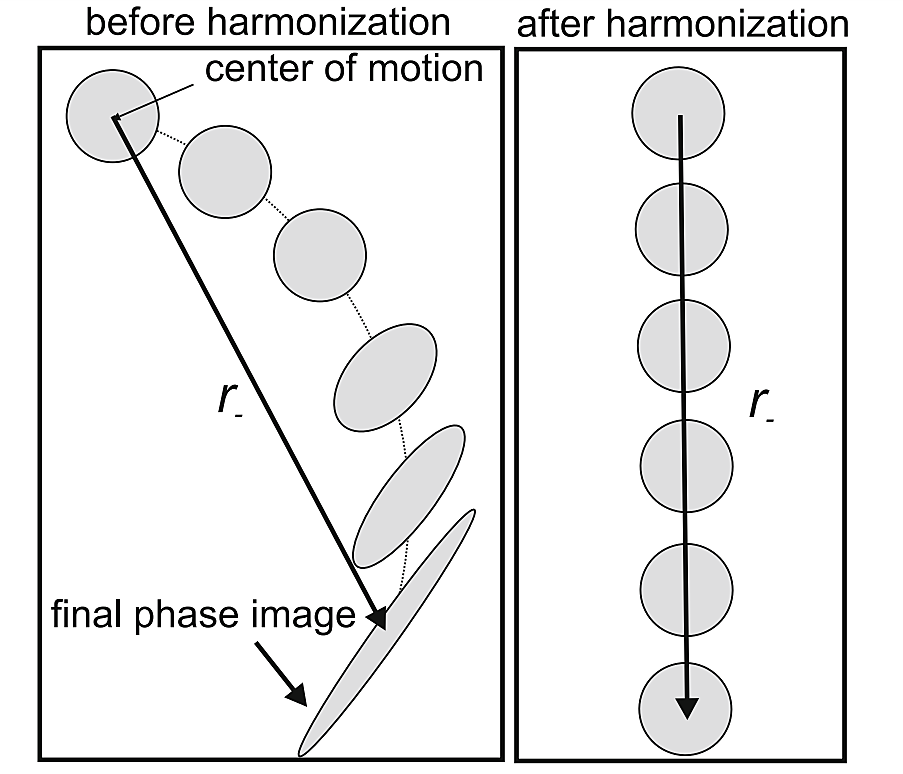 before harmonization
after harmonization
center of motion
r-
r-
final phase image